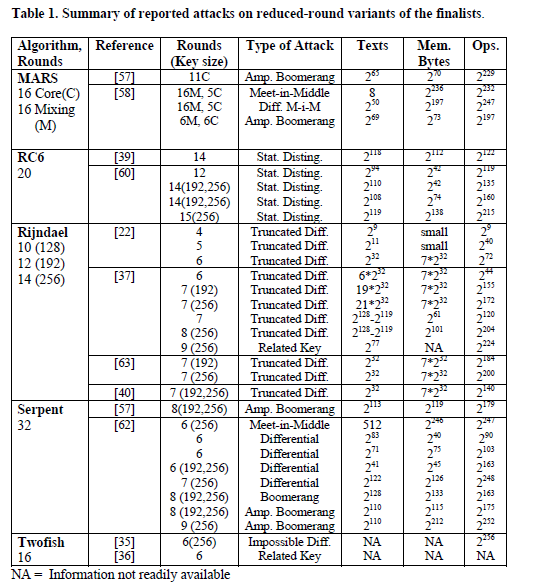 Table 1. Summary of reported attacks on reduced-round variants of the finalists.
Algorithm, Rounds Reference Rounds (Key size) Type of Attack Texts Mem. Bytes Ops.
MARS [57] 11C Amp. Boomerang 2^65 2^70 2^229
16 Core(C) [58] 16M, 5C Meet-in-Middle 8 2^236 2^232
16 Mixing 16M, 5C Diff. M-i-M 2^50 2^197 2^247
(M) 6M, 6C Amp. Boomerang 2^69 2^73 2^197
RC6 [39] 14 Stat. Disting. 2^118 2^112 2^122
20 [60] 12 Stat. Disting. 2^94 2^42 2^119
14(192,256) Stat. Disting. 2^110 2^42 2^135
14(192,256) Stat. Disting. 2^108 2^74 2^160
15(256) Stat. Disting. 2^119 2^138 2^215
Rijndael [22] 4 Truncated Diff. 2^9 small 2^9
10 (128) 5 Truncated Diff. 2^11 small 2^40
12 (192) 6 Truncated Diff. 2^32 7*2^32 2^72
14 (256) [37] 6 Truncated Diff. 6*2^32 7*2^32 2^44
7 (192) Truncated Diff. 19*2^32 7*2^32 2^155
7 (256) Truncated Diff. 21*2^32 7*2^32 2^172
7 Truncated Diff. 2^128-2^119 2^61 2^120
8 (256) Truncated Diff. 2^128-2^119 2^101 2^204
9 (256) Related Key 2^77 NA 2^224
[63] 7 (192) Truncated Diff. 2^32 7*2^32 2^184
7 (256) Truncated Diff. 2^32 7*2^32 2^200
[40] 7 (192,256) Truncated Diff. 2^32 7*2^32 2^140
Serpent [57] 8(192,256) Amp. Boomerang 2^113 2^119 2^179
32 [62] 6 (256) Meet-in-Middle 512 2^246 2^247
6 Differential 2^83 2^40 2^90
6 Differential 2^71 2^75 2^103
6 (192,256) Differential 2^41 2^45 2^163
7 (256) Differential 2^122 2^126 2^248
8 (192,256) Boomerang 2^128 2^133 2^163
8 (192,256) Amp. Boomerang 2^110 2^115 2^175
9 (256) Amp. Boomerang 2^110 2^212 2^252
Twofish [35] 6(256) Impossible Diff. NA NA 2^256
16 [36] 6 Related Key NA NA NA
NA = Information not readily available